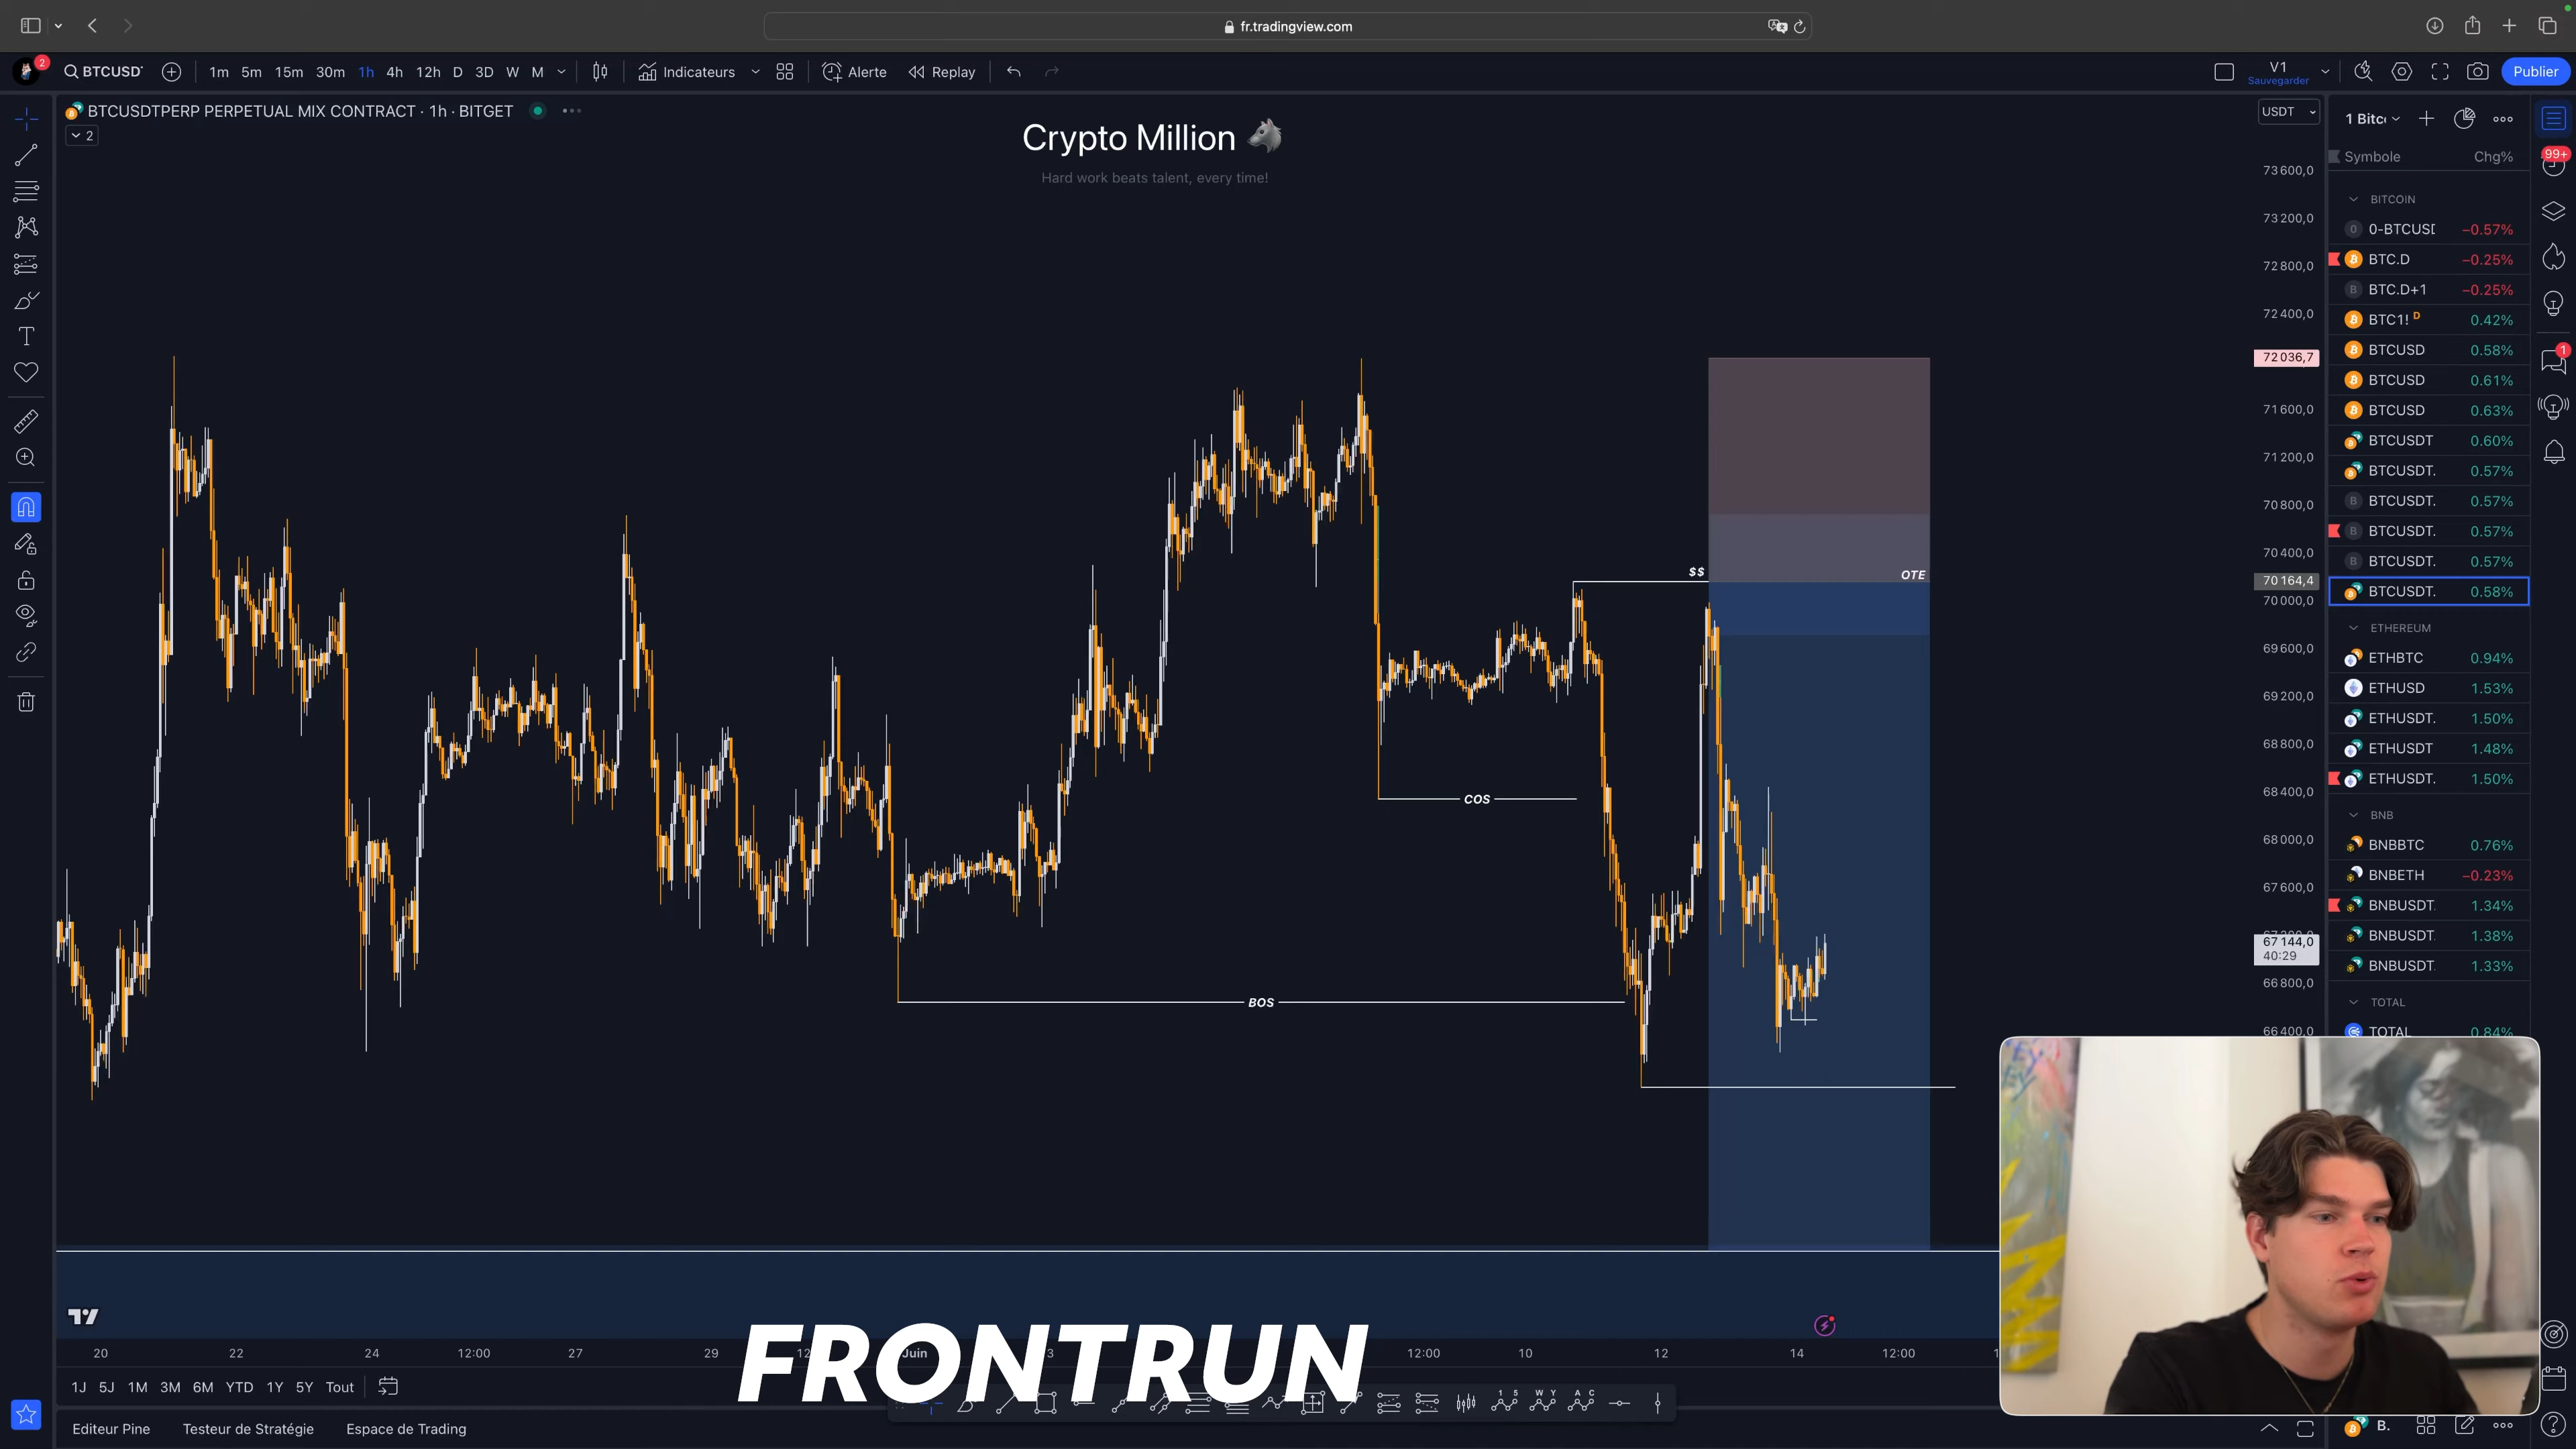 fr.tradingview.com
2
BTCUSDT
1m 5m 15m 30m 1h 4h 12h D 3D W M
Indicateurs
Alerte
Replay
V1
Sauvegarder
Publier
BTCUSDTPERP PERPETUAL MIX CONTRACT · 1h · BITGET
2
Crypto Million
Hard work beats talent, every time!
USDT
73 600,0
73 200,0
72 800,0
72 400,0
72 036,7
71 600,0
71 200,0
70 800,0
70 400,0
70 164,4
70 000,0
69 600,0
69 200,0
68 800,0
68 400,0
68 000,0
67 600,0
67 144,0
40:29
66 800,0
66 400,0
$$
OTE
COS
BOS
1 Bitc
Symbole Chg%
99+
1
BITCOIN
0-BTCUSD −0.57%
BTC.D −0.25%
BTC.D+1 −0.25%
BTC1! D 0.42%
BTCUSD 0.58%
BTCUSD 0.61%
BTCUSD 0.63%
BTCUSDT 0.60%
BTCUSDT. 0.57%
BTCUSDT. 0.57%
BTCUSDT. 0.57%
BTCUSDT. 0.57%
BTCUSDT. 0.58%
ETHEREUM
ETHBTC 0.94%
ETHUSD 1.53%
ETHUSDT. 1.50%
ETHUSDT 1.48%
ETHUSDT. 1.50%
BNB
BNBBTC 0.76%
BNBETH −0.23%
BNBUSDT 1.34%
BNBUSDT 1.38%
BNBUSDT 1.33%
TOTAL
TOTAL 0.84%
FRONTRUN
20 22 24 12:00 27 29 Juin 3 12:00 10 12 14 12:00
1J 5J 1M 3M 6M YTD 1Y 5Y Tout
Editeur Pine Testeur de Stratégie Espace de Trading
B.